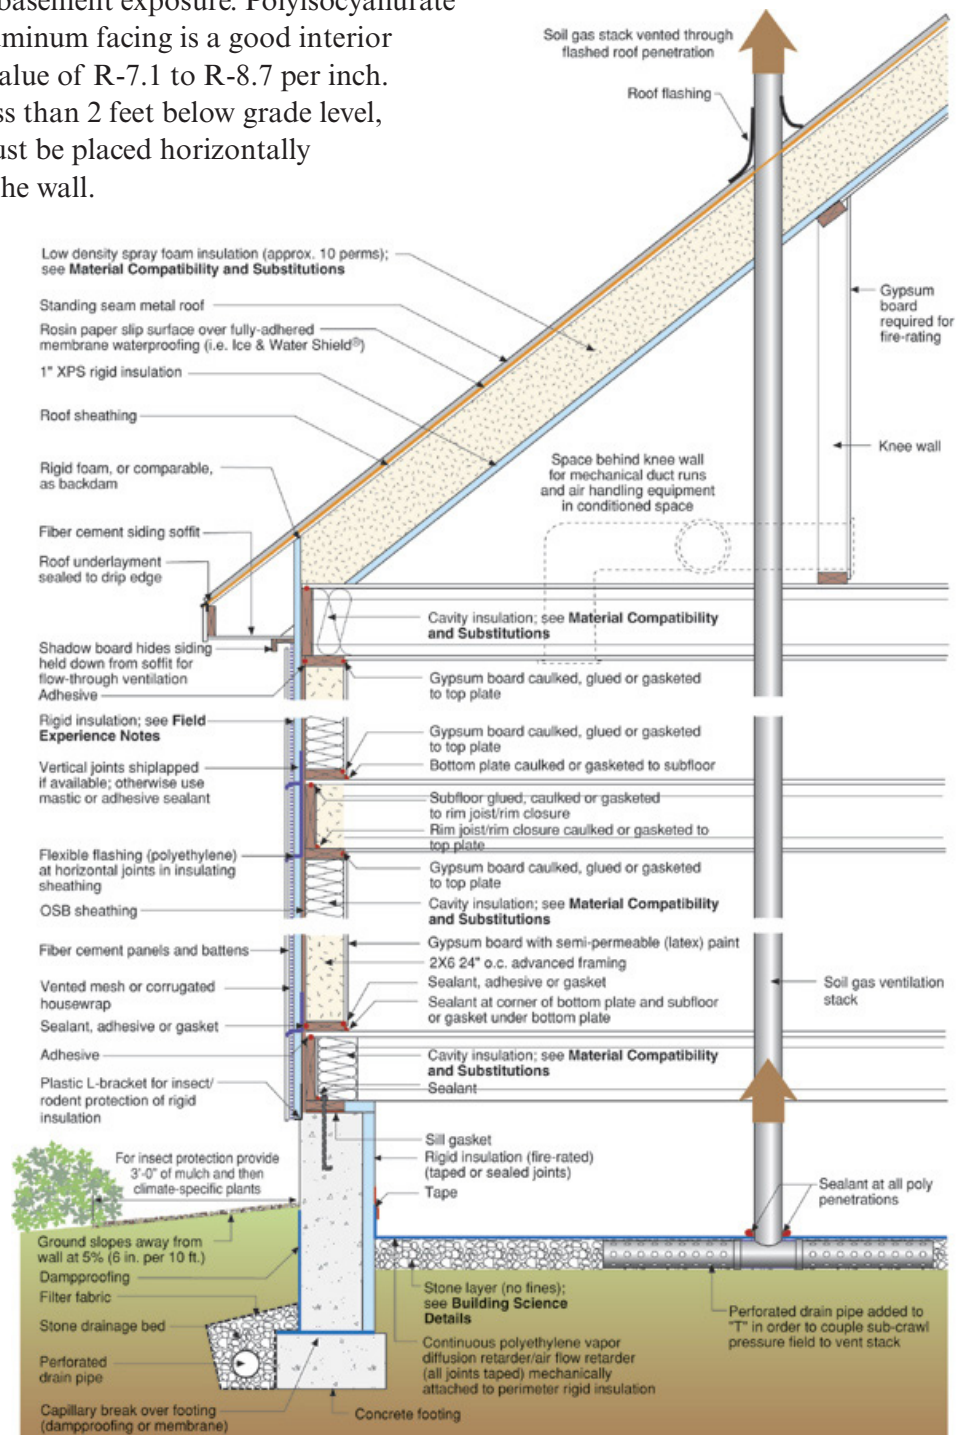 basement exposure. Polyisocyanurate
uminum facing is a good interior
alue of R-7.1 to R-8.7 per inch.
ss than 2 feet below grade level,
ust be placed horizontally
he wall.
Soil gas stack vented through
flashed roof penetration
Roof flashing
Low density spray foam insulation (approx. 10 perms);
see Material Compatibility and Substitutions
Standing seam metal roof
Rosin paper slip surface over fully-adhered
membrane waterproofing (i.e. Ice & Water Shield®)
1" XPS rigid insulation
Roof sheathing
Rigid foam, or comparable,
as backdam
Fiber cement siding soffit
Roof underlayment
sealed to drip edge
Shadow board hides siding
held down from soffit for
flow-through ventilation
Adhesive
Rigid insulation; see Field
Experience Notes
Vertical joints shiplapped
if available; otherwise use
mastic or adhesive sealant
Flexible flashing (polyethylene)
at horizontal joints in insulating
sheathing
OSB sheathing
Fiber cement panels and battens
Vented mesh or corrugated
housewrap
Sealant, adhesive or gasket
Adhesive
Plastic L-bracket for insect/
rodent protection of rigid
insulation
For insect protection provide
3'-0" of mulch and then
climate-specific plants
Ground slopes away from
wall at 5% (6 in. per 10 ft.)
Dampproofing
Filter fabric
Stone drainage bed
Perforated
drain pipe
Capillary break over footing
(dampproofing or membrane)
Gypsum
board
required for
fire-rating
Knee wall
Space behind knee wall
for mechanical duct runs
and air handling equipment
in conditioned space
Cavity insulation; see Material Compatibility
and Substitutions
Gypsum board caulked, glued or gasketed
to top plate
Gypsum board caulked, glued or gasketed
to top plate
Bottom plate caulked or gasketed to subfloor
Subfloor glued, caulked or gasketed
to rim joist/rim closure
Rim joist/rim closure caulked or gasketed to
top plate
Gypsum board caulked, glued or gasketed
to top plate
Cavity insulation; see Material Compatibility
and Substitutions
Gypsum board with semi-permeable (latex) paint
2X6 24" o.c. advanced framing
Sealant, adhesive or gasket
Sealant at corner of bottom plate and subfloor
or gasket under bottom plate
Cavity insulation; see Material Compatibility
and Substitutions
Sealant
Sill gasket
Rigid insulation (fire-rated)
(taped or sealed joints)
Tape
Soil gas ventilation
stack
Sealant at all poly
penetrations
Stone layer (no fines);
see Building Science
Details
Continuous polyethylene vapor
diffusion retarder/air flow retarder
(all joints taped) mechanically
attached to perimeter rigid insulation
Concrete footing
Perforated drain pipe added to
"T" in order to couple sub-crawl
pressure field to vent stack